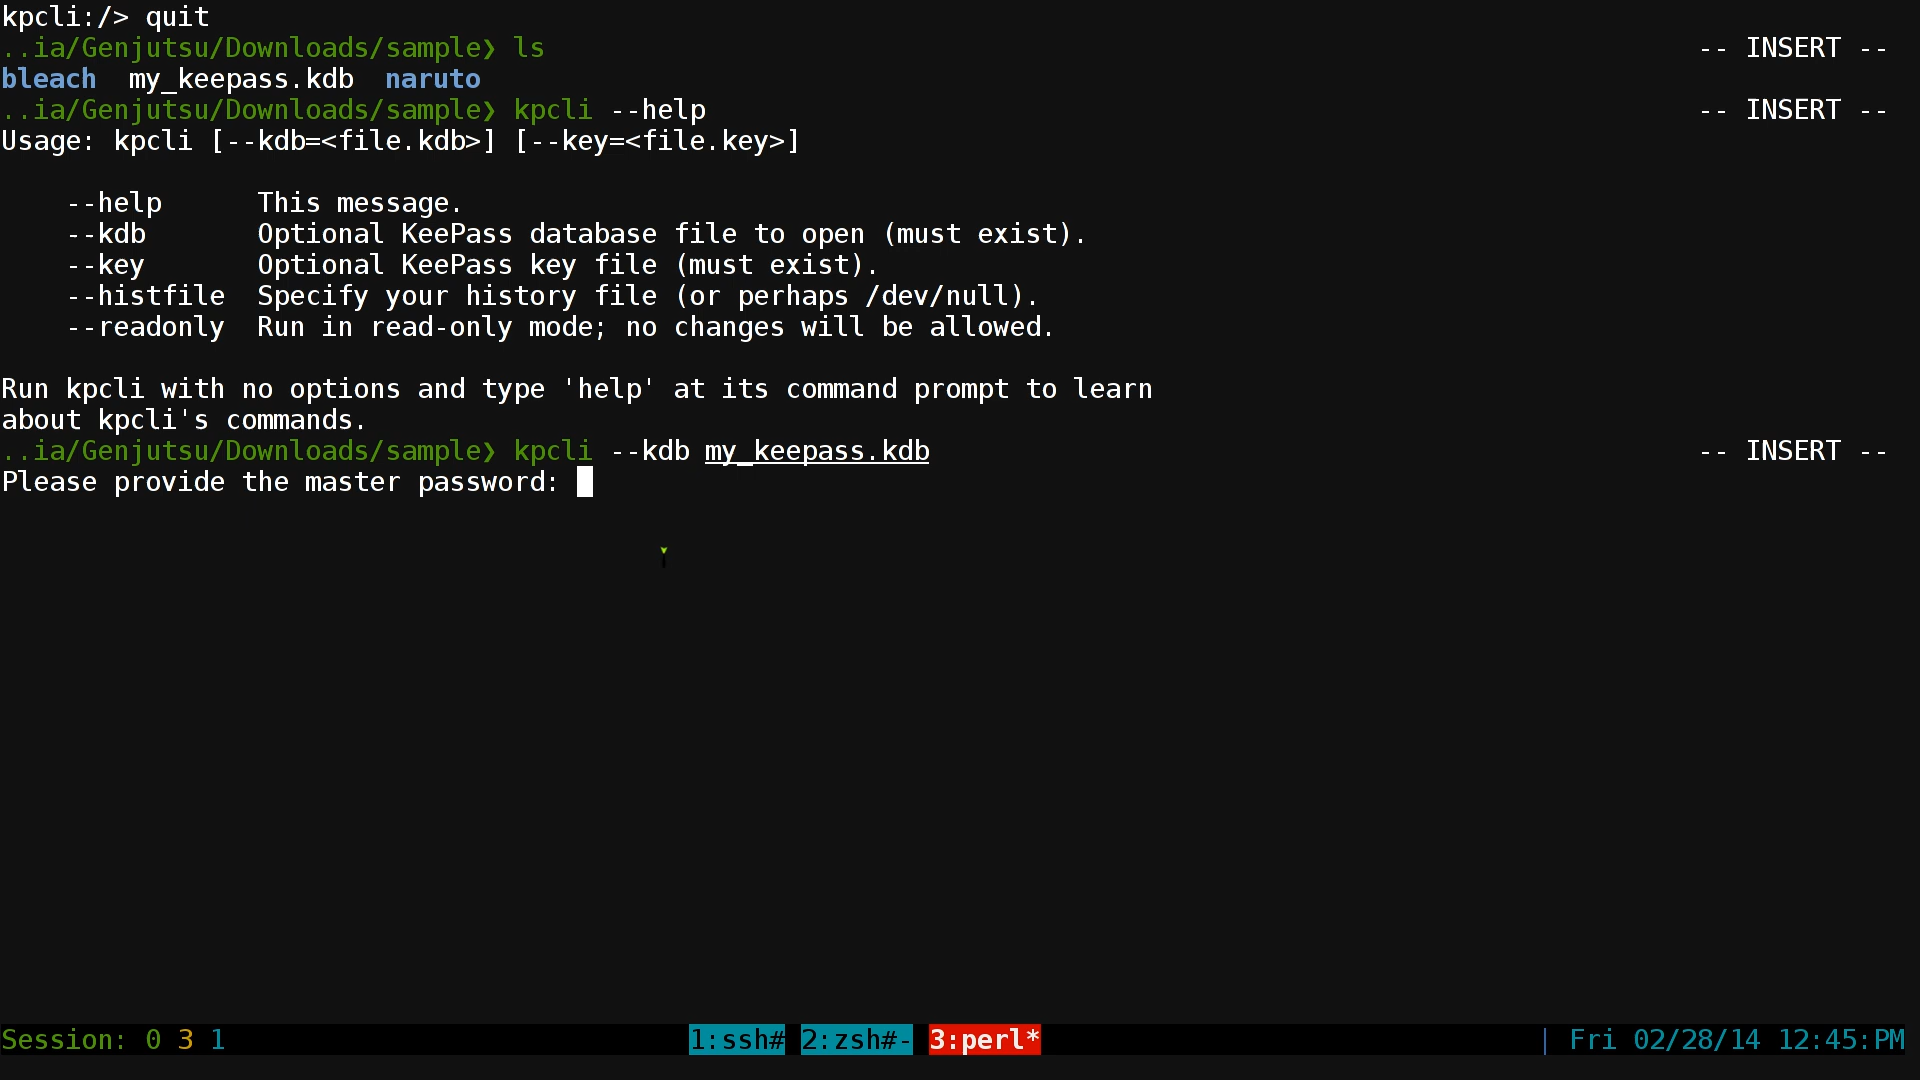 kpcli:/> quit
..ia/Genjutsu/Downloads/sample❯ ls -- INSERT --
bleach  my_keepass.kdb  naruto
..ia/Genjutsu/Downloads/sample❯ kpcli --help -- INSERT --
Usage: kpcli [--kdb=<file.kdb>] [--key=<file.key>]
--help      This message.
--kdb       Optional KeePass database file to open (must exist).
--key       Optional KeePass key file (must exist).
--histfile  Specify your history file (or perhaps /dev/null).
--readonly  Run in read-only mode; no changes will be allowed.
Run kpcli with no options and type 'help' at its command prompt to learn
about kpcli's commands.
..ia/Genjutsu/Downloads/sample❯ kpcli --kdb my_keepass.kdb -- INSERT --
Please provide the master password:
Session: 0 3 1 1:ssh# 2:zsh#- 3:perl* | Fri 02/28/14 12:45:PM